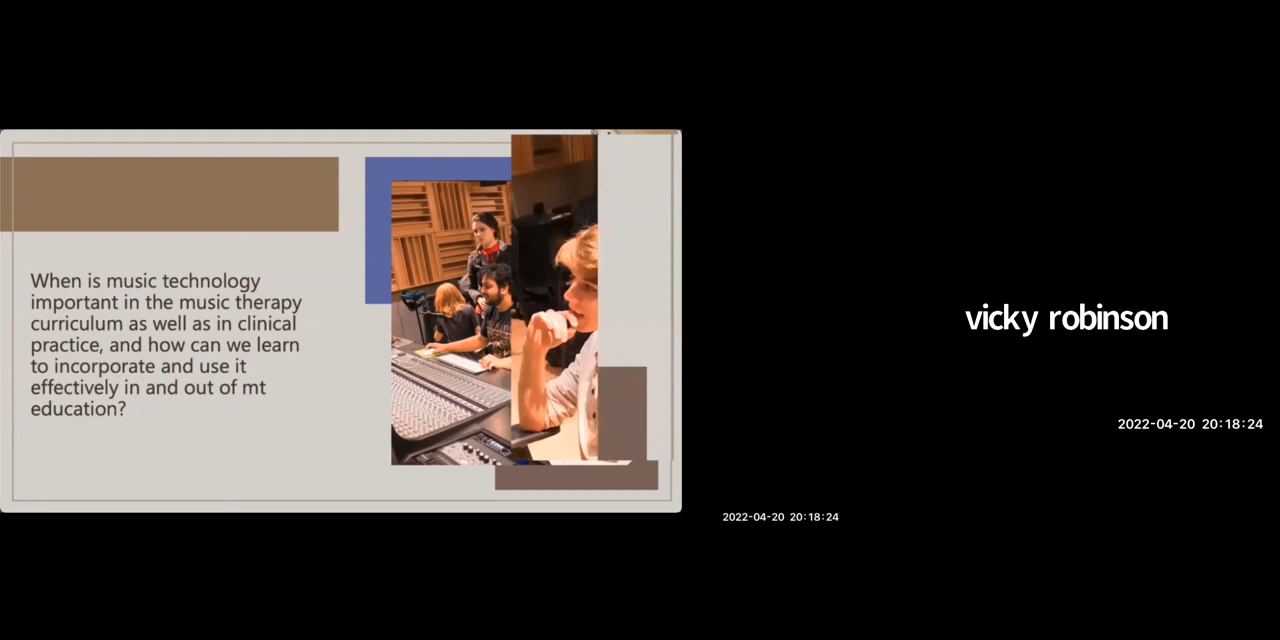 When is music technology
important in the music therapy
curriculum as well as in clinical
practice, and how can we learn
to incorporate and use it
effectively in and out of mt
education?
vicky robinson
2022-04-20 20:18:24
2022-04-20 20:18:24